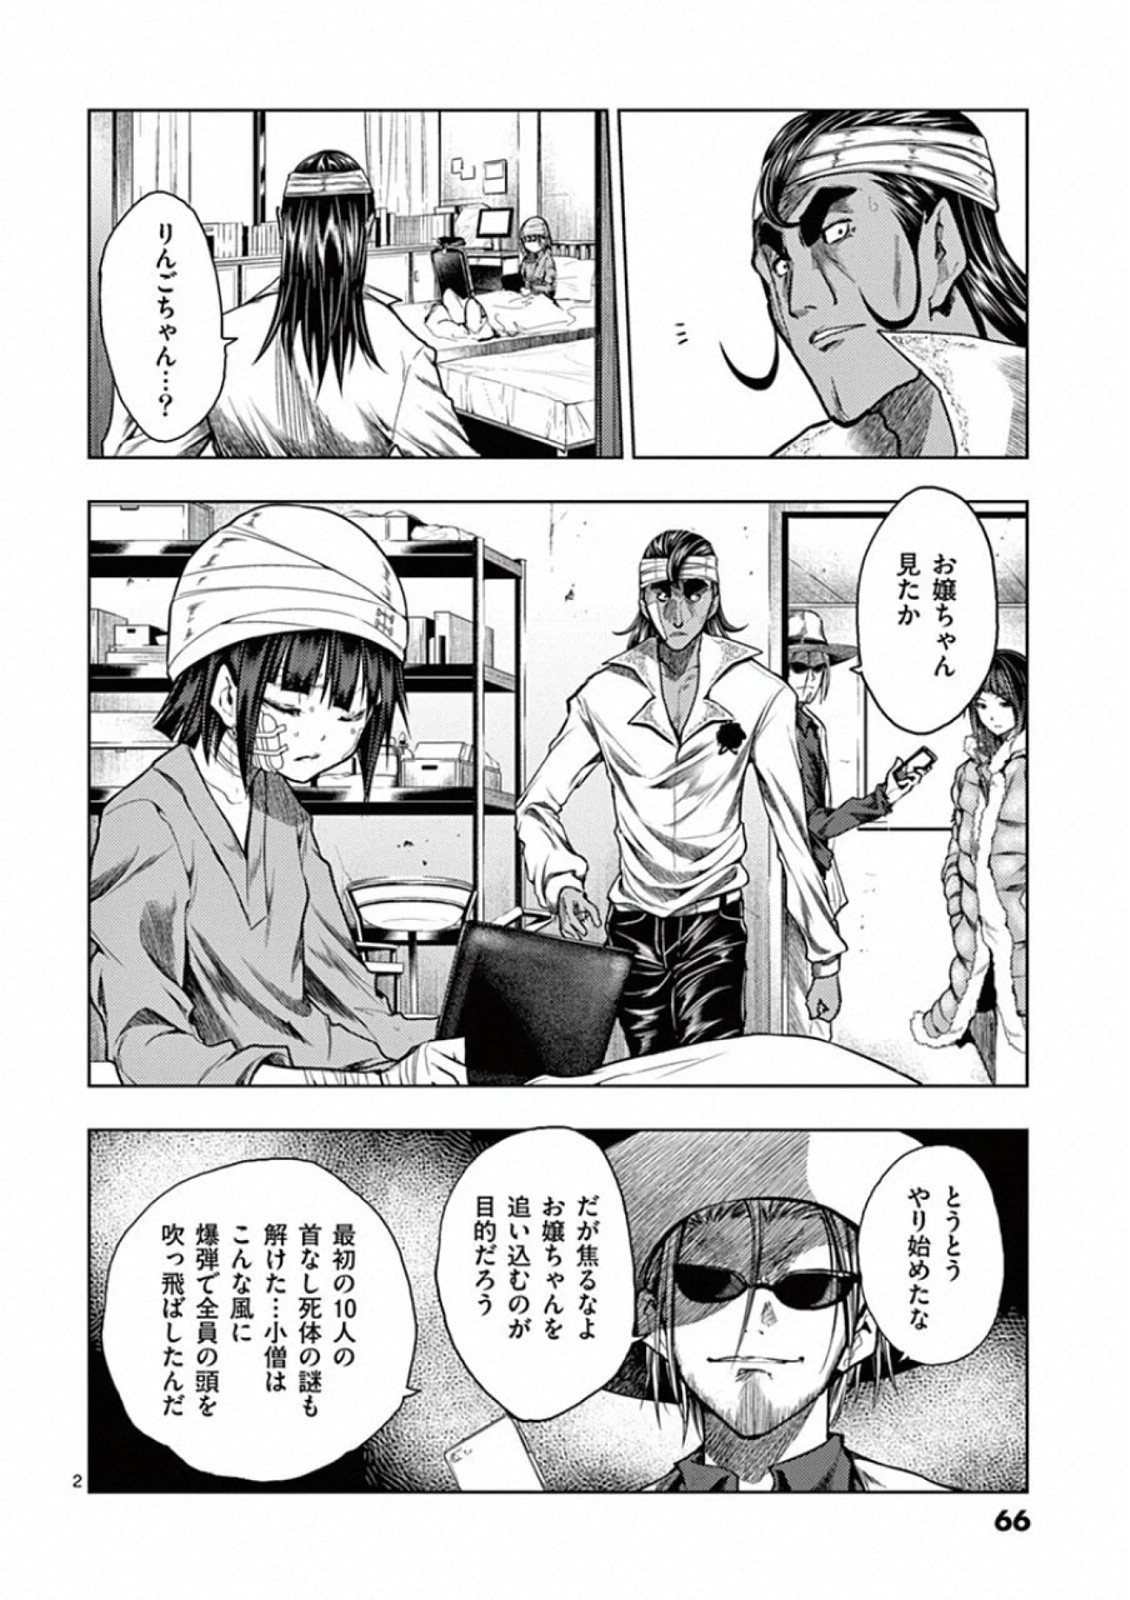 りんごちゃん…?
お嬢ちゃん
見たか
とうとう
やり始めたな
だが焦るなよ
お嬢ちゃんを
追い込むのが
目的だろう
最初の10人の
首なし死体の謎も
解けた…小僧は
こんな風に
爆弾で全員の頭を
吹っ飛ばしたんだ
2
66